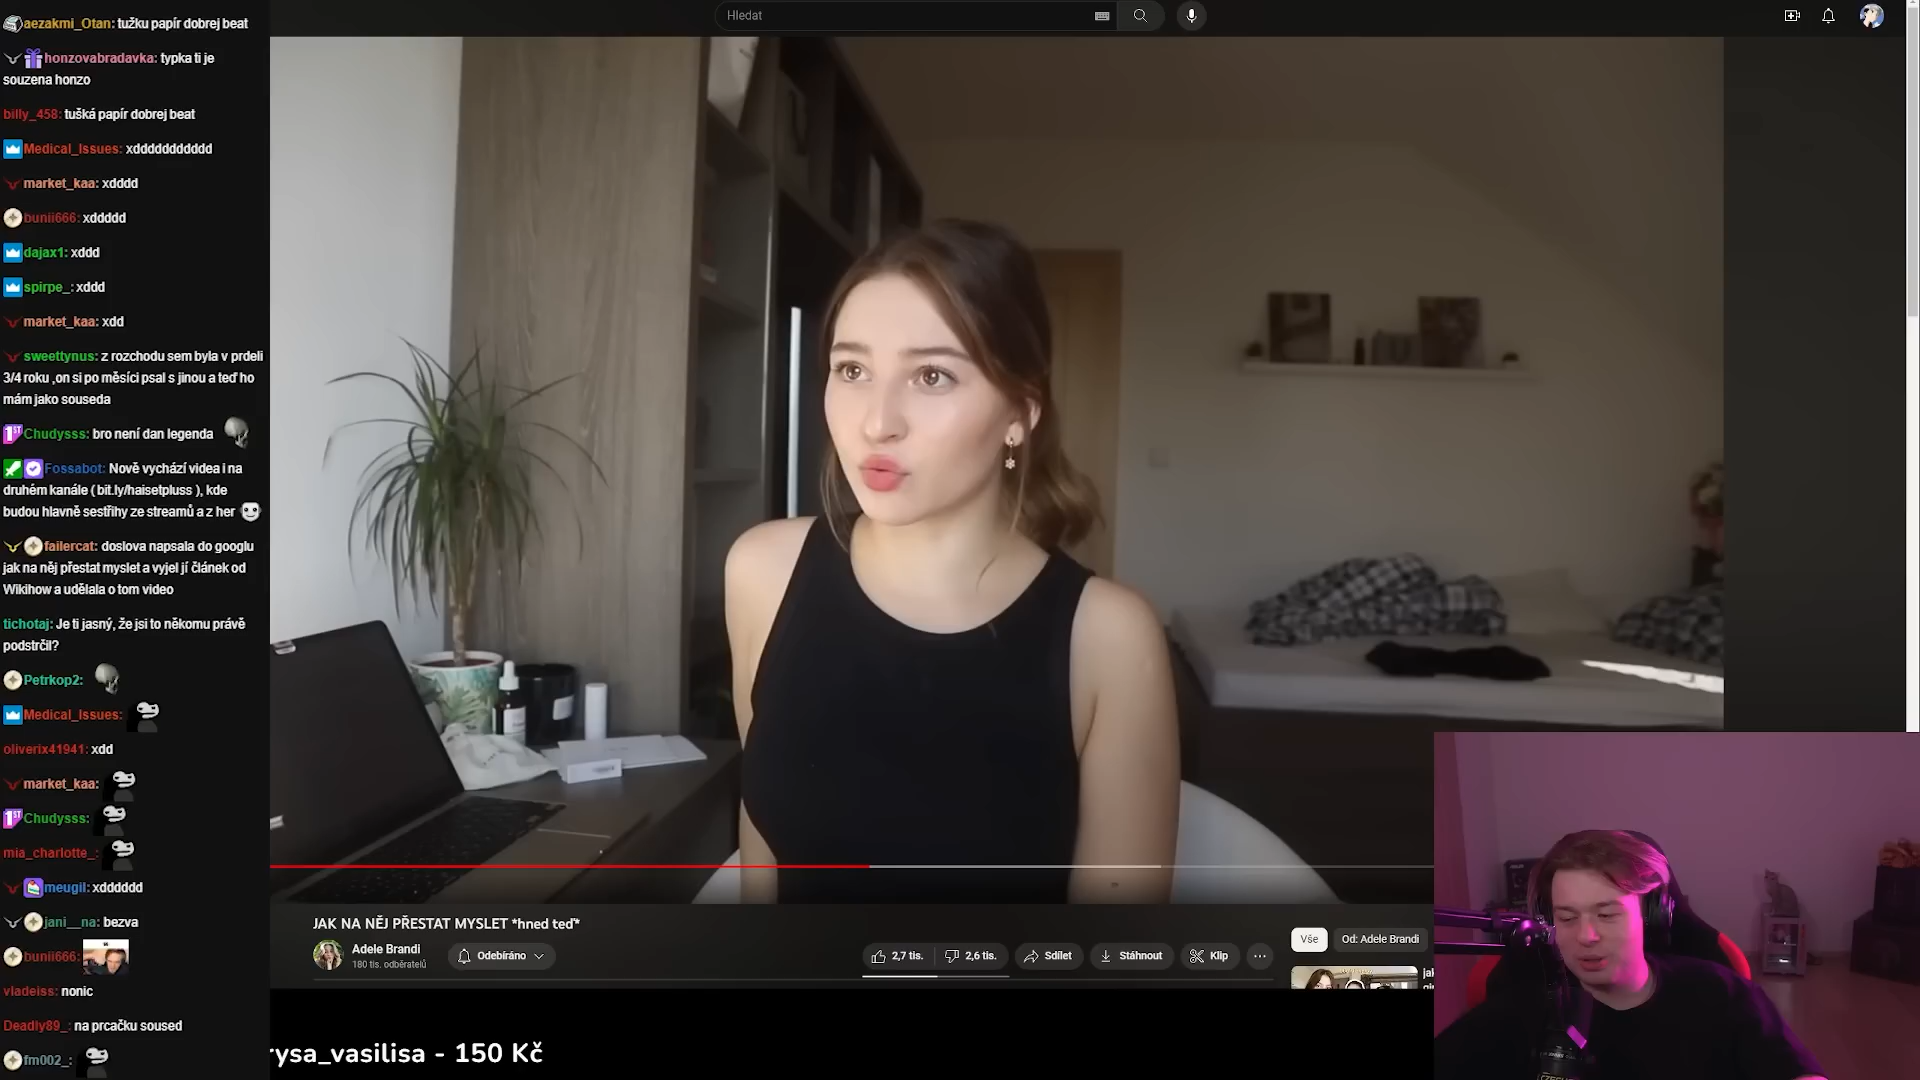 aezakmi_Otan: tužku papír dobrej beat
honzovabradavka: typka ti je
souzena honzo
billy_458: tušká papír dobrej beat
Medical_Issues: xddddddddddd
market_kaa: xdddd
bunii666: xddddd
dajax1: xddd
spirpe_: xddd
market_kaa: xdd
sweettynus: z rozchodu sem byla v prdeli
3/4 roku ,on si po měsíci psal s jinou a teď ho
mám jako souseda
1ST Chudysss: bro není dan legenda
Fossabot: Nově vychází videa i na
druhém kanále ( bit.ly/haisetpluss ), kde
budou hlavně sestřihy ze streamů a z her
failercat: doslova napsala do googlu
jak na něj přestat myslet a vyjel jí článek od
Wikihow a udělala o tom video
tichotaj: Je ti jasný, že jsi to někomu právě
podstrčil?
Petrkop2:
Medical_Issues:
oliverix41941: xdd
market_kaa:
1ST Chudysss:
mia_charlotte_:
meugil: xdddddd
jani__na: bezva
bunii666:
vladeiss: nonic
Deadly89_: na prcačku soused
fm002_:
Hledat
JAK NA NĚJ PŘESTAT MYSLET *hned teď*
Adele Brandi
180 tis. odběratelů
Odebíráno
2,7 tis.
2,6 tis.
Sdílet
Stáhnout
Klip
Vše
Od: Adele Brandi
rysa_vasilisa - 150 Kč